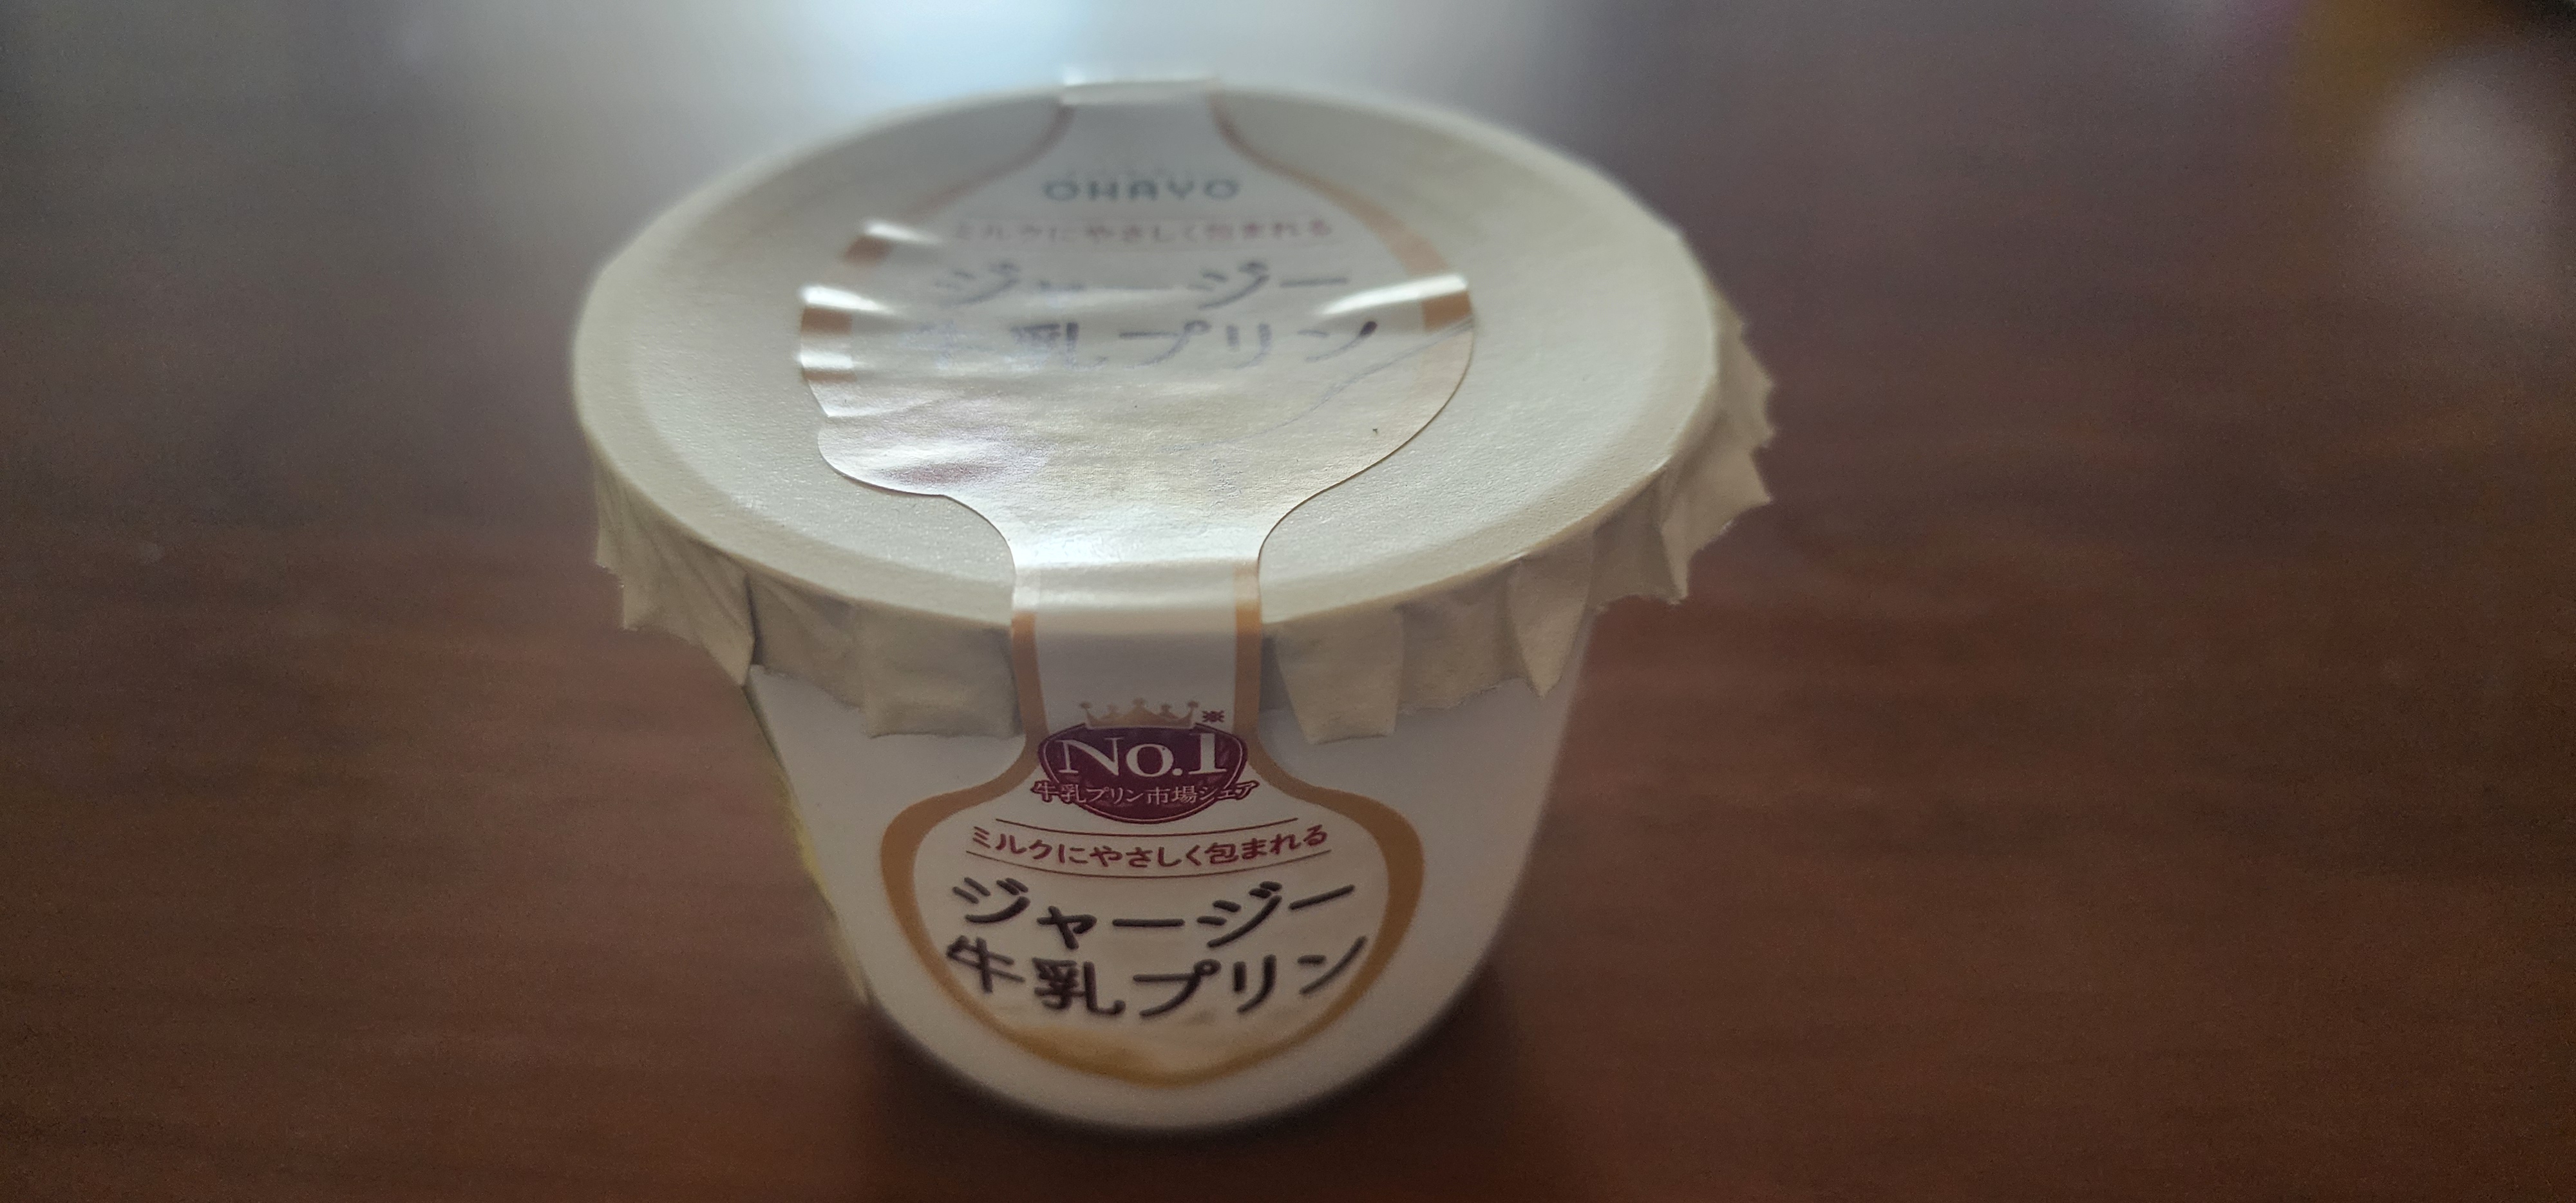 OHAYO
ミルクにやさしく包まれる
ジャージー
牛乳プリン
※
No.1
牛乳プリン市場シェア
ミルクにやさしく包まれる
ジャージー
牛乳プリン